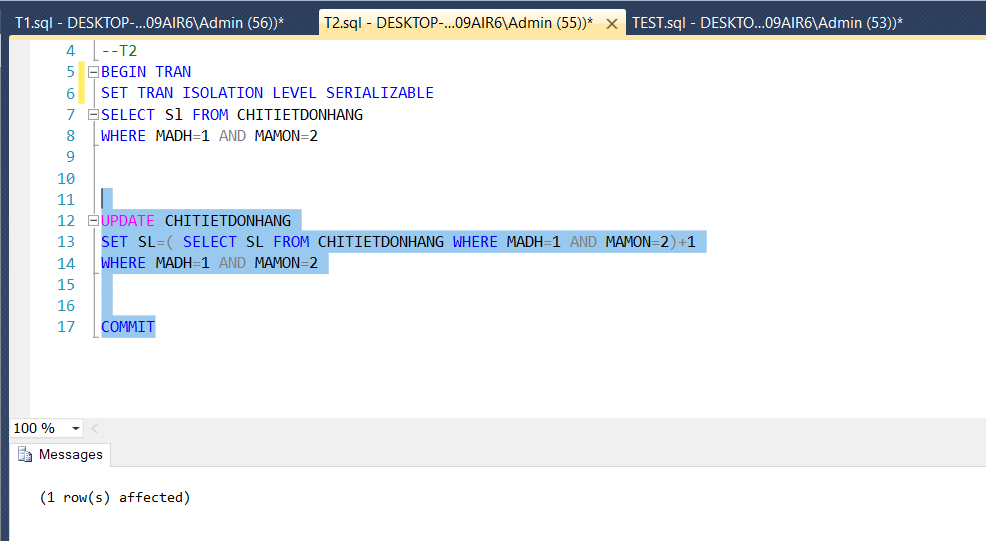 T1.sql - DESKTOP-...09AIR6\Admin (56))* T2.sql - DESKTOP-...09AIR6\Admin (55))* TEST.sql - DESKTO...09AIR6\Admin (53))*
4 --T2
5 BEGIN TRAN
6 SET TRAN ISOLATION LEVEL SERIALIZABLE
7 SELECT Sl FROM CHITIETDONHANG
8 WHERE MADH=1 AND MAMON=2
9
10
11
12 UPDATE CHITIETDONHANG
13 SET SL=( SELECT SL FROM CHITIETDONHANG WHERE MADH=1 AND MAMON=2)+1
14 WHERE MADH=1 AND MAMON=2
15
16
17 COMMIT
100 %
Messages
(1 row(s) affected)